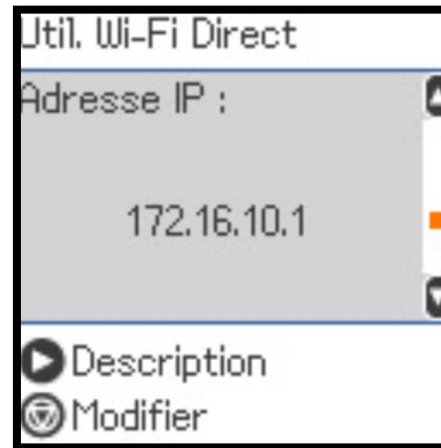 Util. Wi-Fi Direct
Adresse IP :
172.16.10.1
Description
Modifier